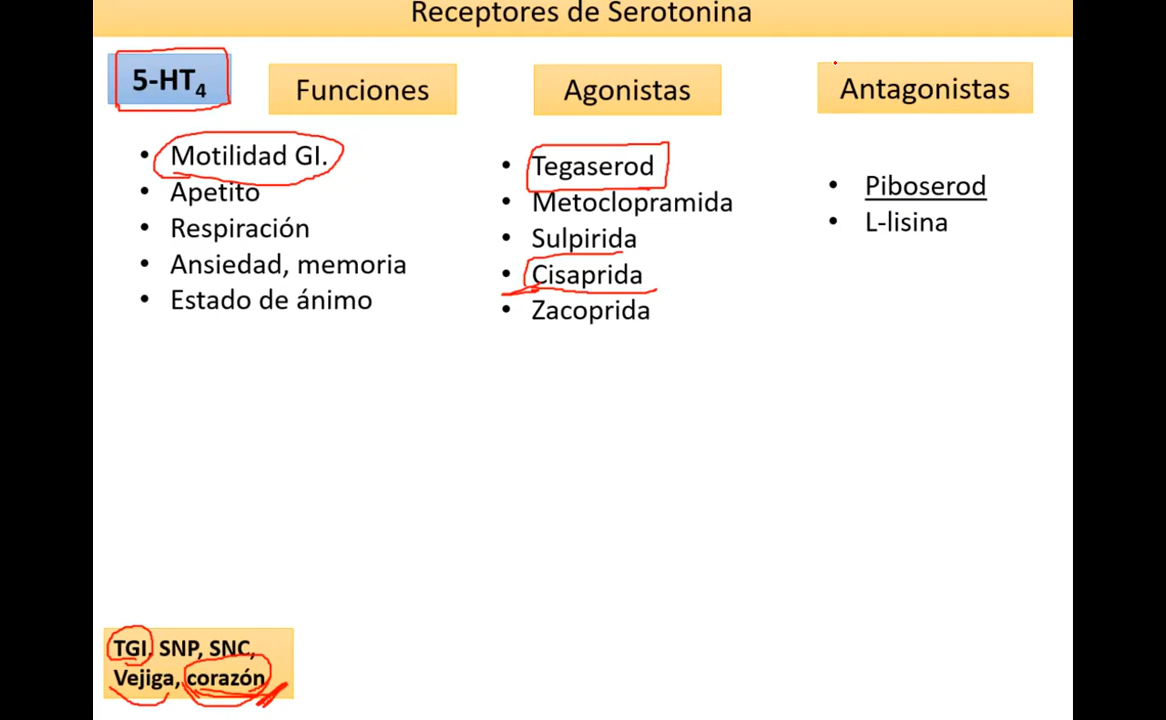 Receptores de Serotonina
5-HT4
Funciones
Agonistas
Antagonistas
• Motilidad GI.
• Apetito
• Respiración
• Ansiedad, memoria
• Estado de ánimo
• Tegaserod
• Metoclopramida
• Sulpirida
• Cisaprida
• Zacoprida
• Piboserod
• L-lisina
TGI, SNP, SNC,
Vejiga, corazón